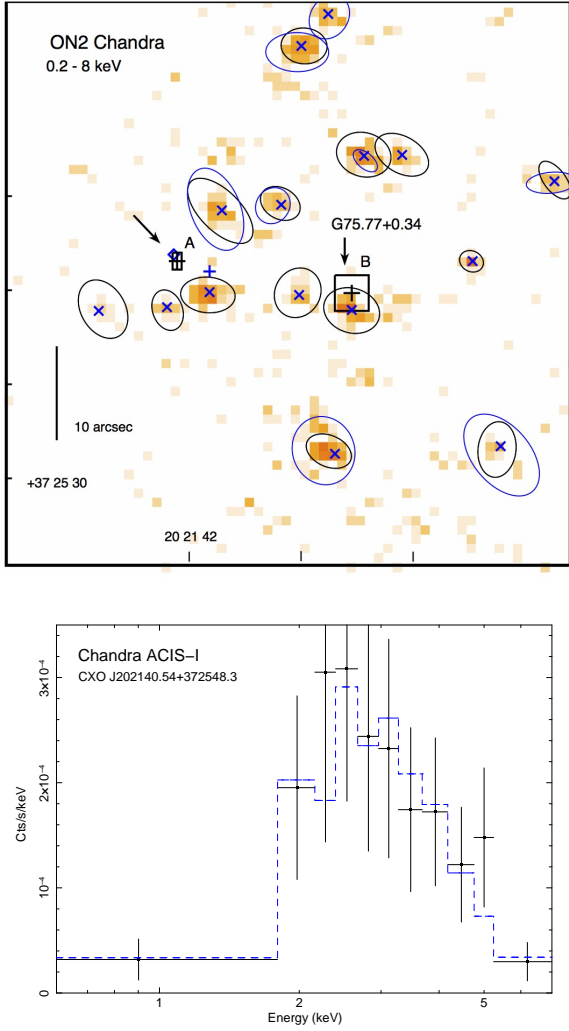 ON2 Chandra
0.2 - 8 keV
G75.77+0.34
A
B
10 arcsec
+37 25 30
20 21 42
Chandra ACIS−I
CXO J202140.54+372548.3
3×10⁻⁴
2×10⁻⁴
10⁻⁴
0
Cts/s/keV
1 2 5
Energy (keV)